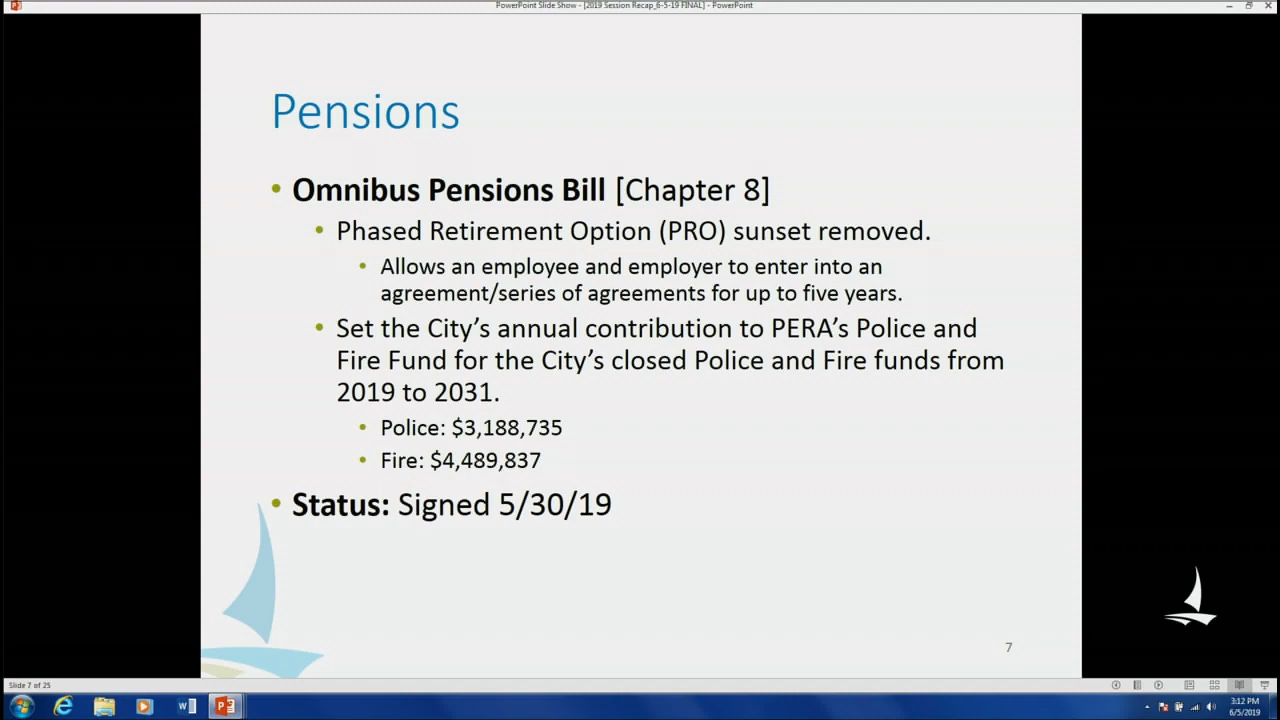 PowerPoint Slide Show - [2019 Session Recap_6-5-19 FINAL] - PowerPoint
Pensions
• Omnibus Pensions Bill [Chapter 8]
• Phased Retirement Option (PRO) sunset removed.
• Allows an employee and employer to enter into an
agreement/series of agreements for up to five years.
• Set the City's annual contribution to PERA's Police and
Fire Fund for the City's closed Police and Fire funds from
2019 to 2031.
• Police: $3,188,735
• Fire: $4,489,837
• Status: Signed 5/30/19
7
Slide 7 of 25
3:12 PM
6/5/2019